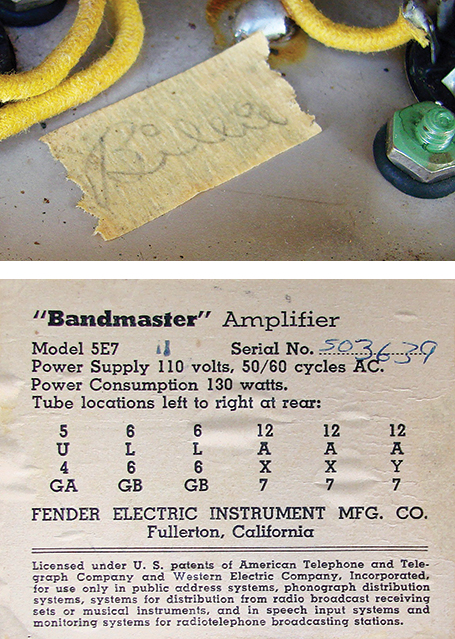 "Bandmaster" Amplifier
Model 5E7 Serial No. S03639
Power Supply 110 volts, 50/60 cycles AC.
Power Consumption 130 watts.
Tube locations left to right at rear:
5 6 6 12 12 12
U L L A A A
4 6 6 X X Y
GA GB GB 7 7 7
FENDER ELECTRIC INSTRUMENT MFG. CO.
Fullerton, California
Licensed under U. S. patents of American Telephone and Tele-
graph Company and Western Electric Company, Incorporated,
for use only in public address systems, phonograph distribution
systems, systems for distribution from radio broadcast receiving
sets or musical instruments, and in speech input systems and
monitoring systems for radiotelephone broadcasting stations.